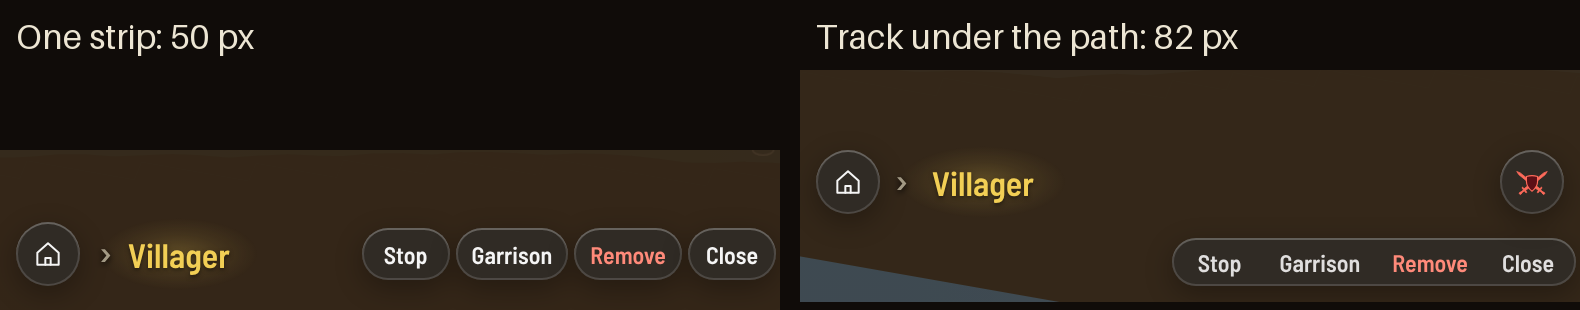 One strip: 50 px
› Villager
Stop Garrison Remove Close
Track under the path: 82 px
› Villager
Stop Garrison Remove Close